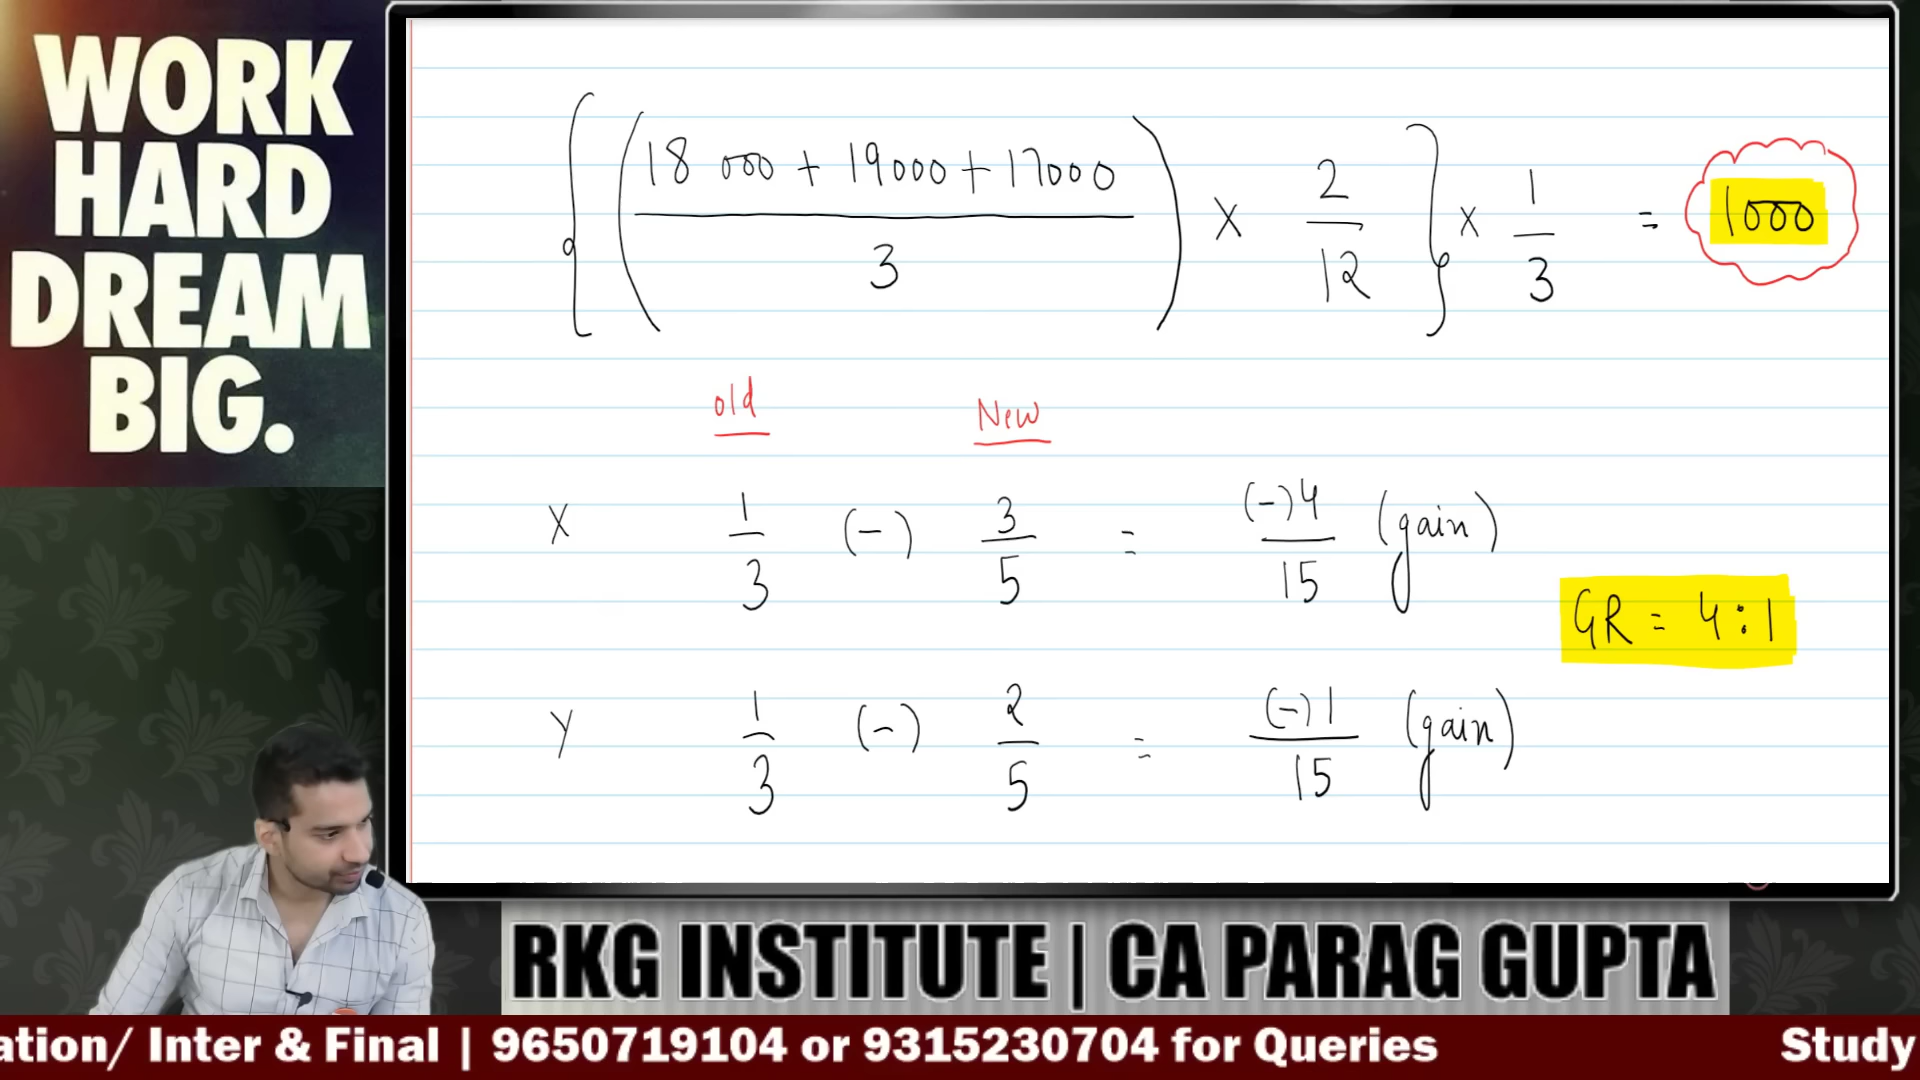 WORK
HARD
DREAM
BIG.
{(18000 + 19000 + 17000 / 3) × 2/12} × 1/3 = 1000
old New
X 1/3 (-) 3/5 = (-)4/15 (gain)
GR = 4:1
Y 1/3 (-) 2/5 = (-)1/15 (gain)
RKG INSTITUTE | CA PARAG GUPTA
ation/ Inter & Final | 9650719104 or 9315230704 for Queries Study